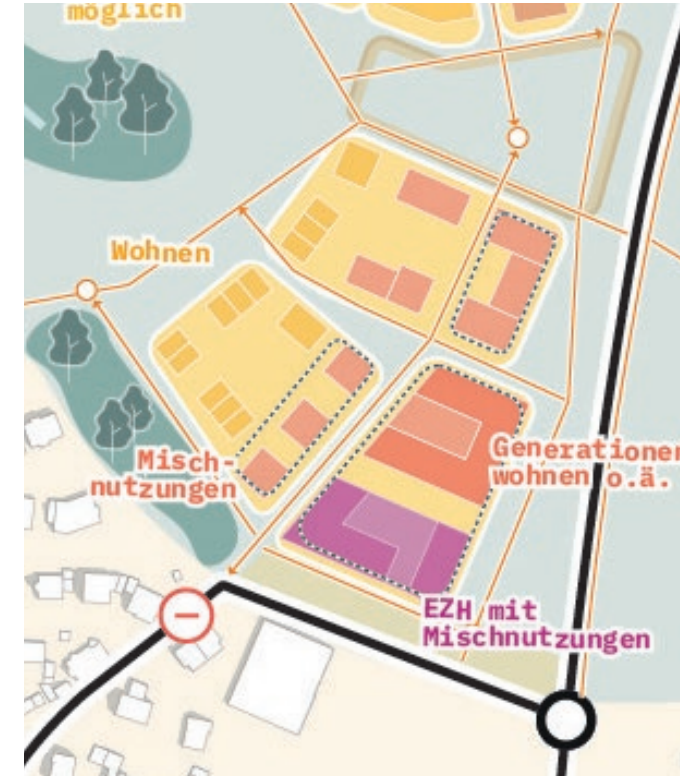 möglich
Wohnen
Misch-
nutzungen
Generationen
wohnen o.ä.
EZH mit
Mischnutzungen